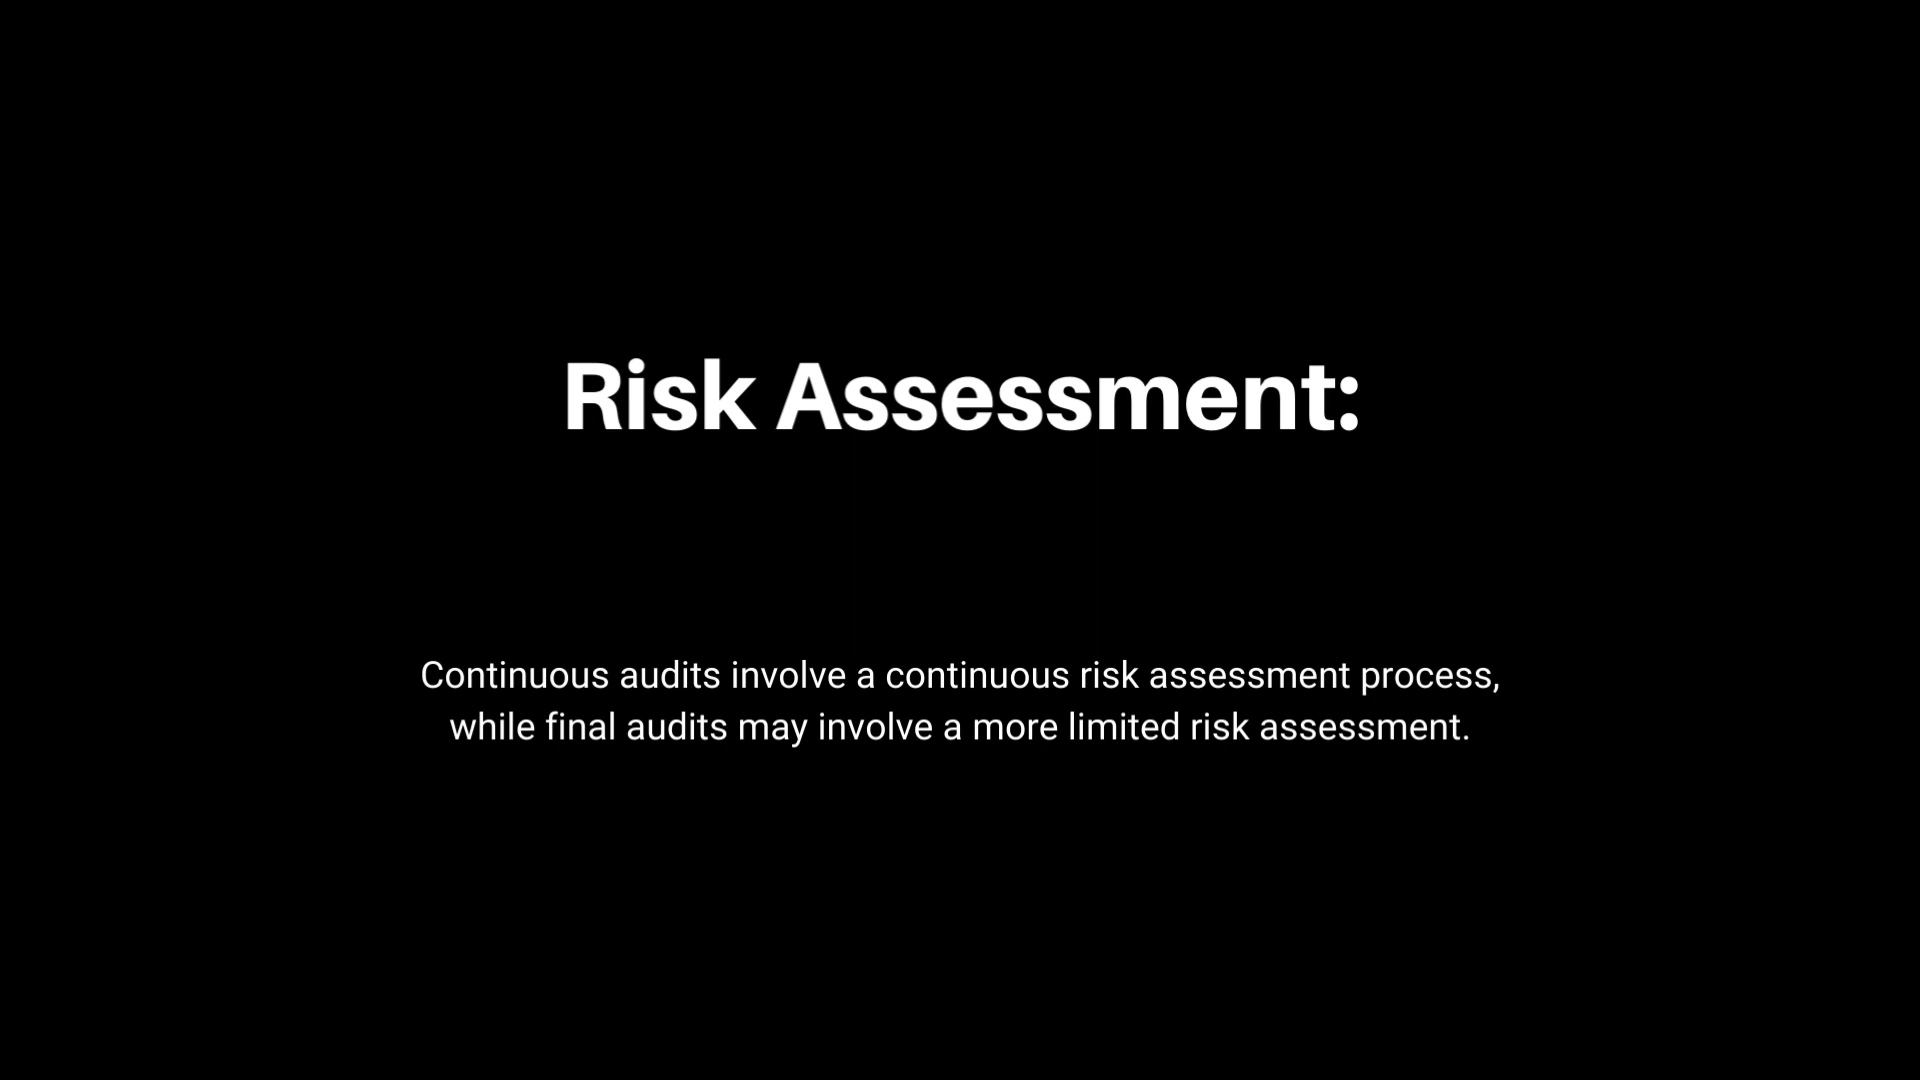 Risk Assessment:
Continuous audits involve a continuous risk assessment process,
while final audits may involve a more limited risk assessment.